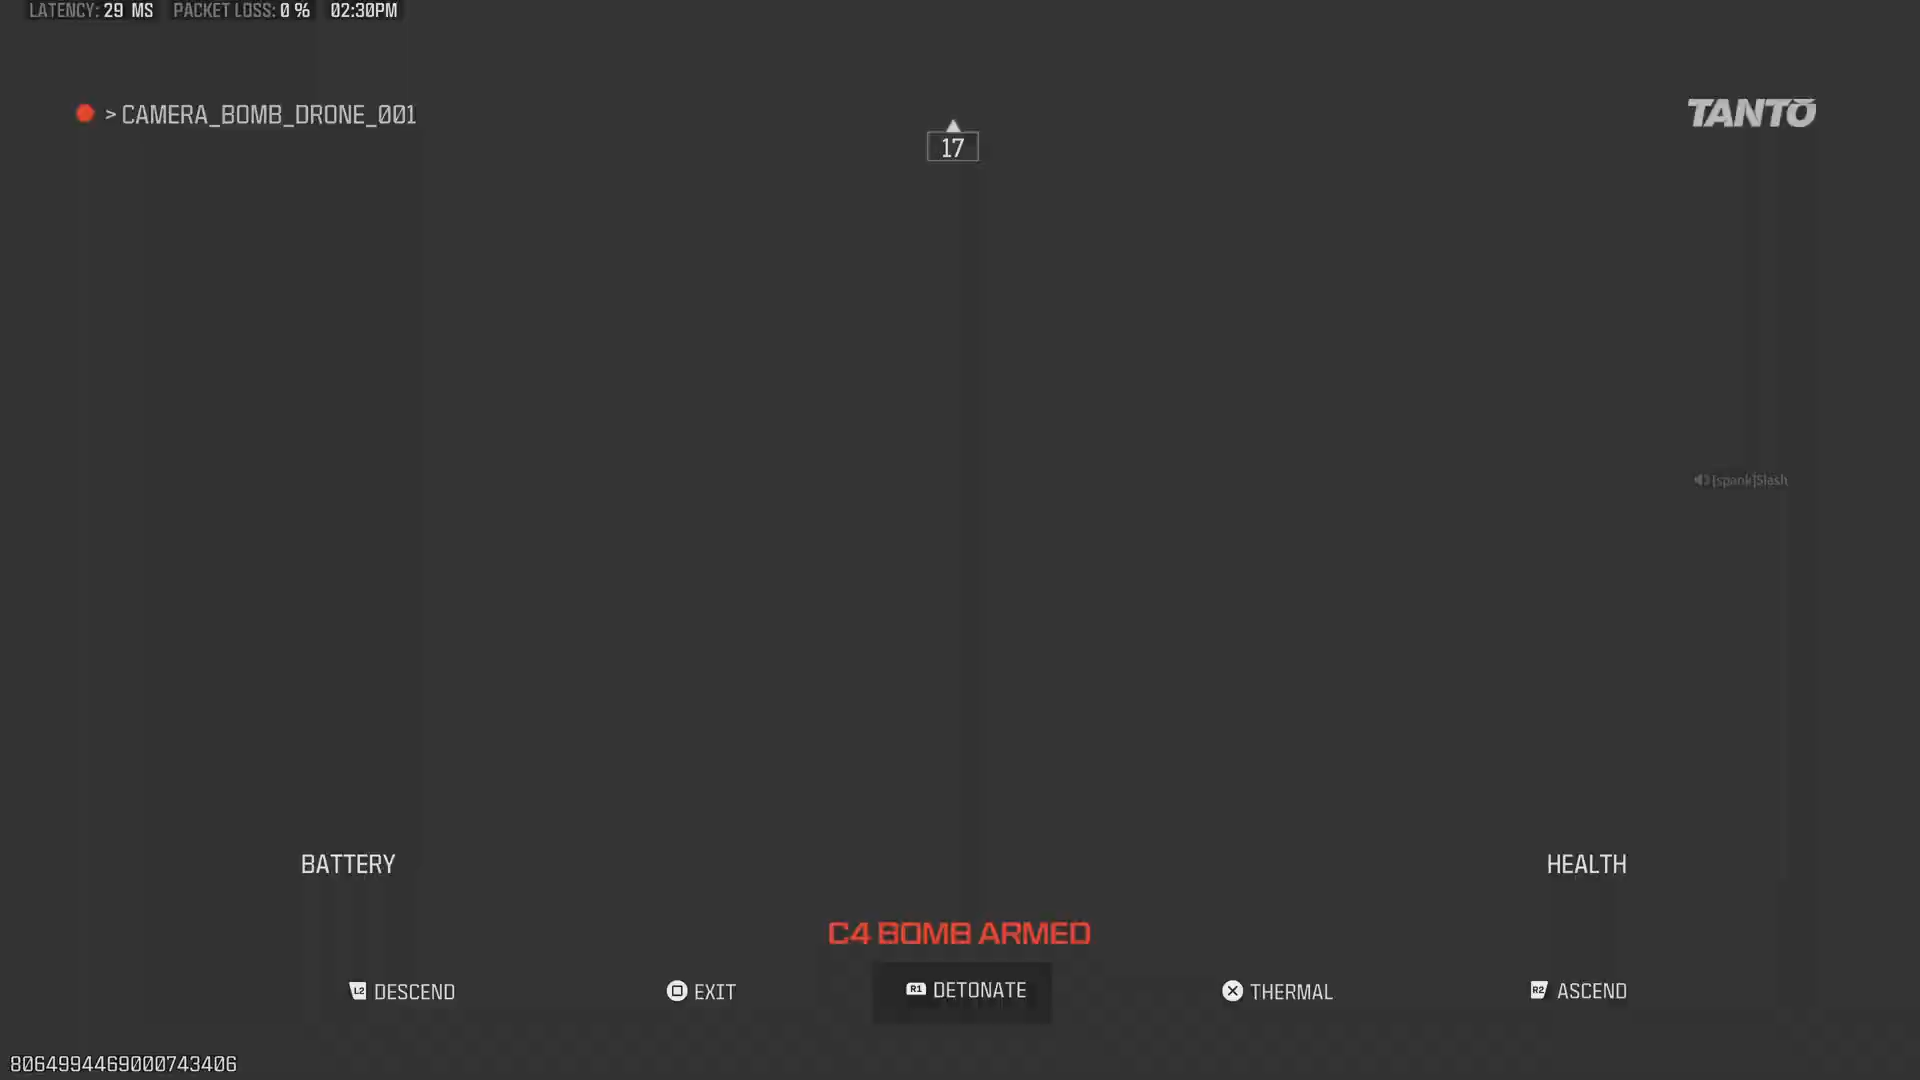 LATENCY: 29 MS PACKET LOSS: 0 % 02:30PM
> CAMERA_BOMB_DRONE_001
TANTO
17
[spank]Slash
BATTERY
HEALTH
C4 BOMB ARMED
L2 DESCEND
EXIT
R1 DETONATE
THERMAL
R2 ASCEND
8064994469000743406